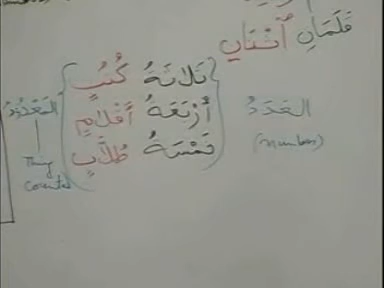 قَلَمَانِ اثْنَانِ
العَدَدُ ثَلَاثَةُ كُتُبٍ المَعْدُودُ
(number) أَرْبَعَةُ أَقْلَامٍ Thing
خَمْسَةُ طُلَّابٍ counted